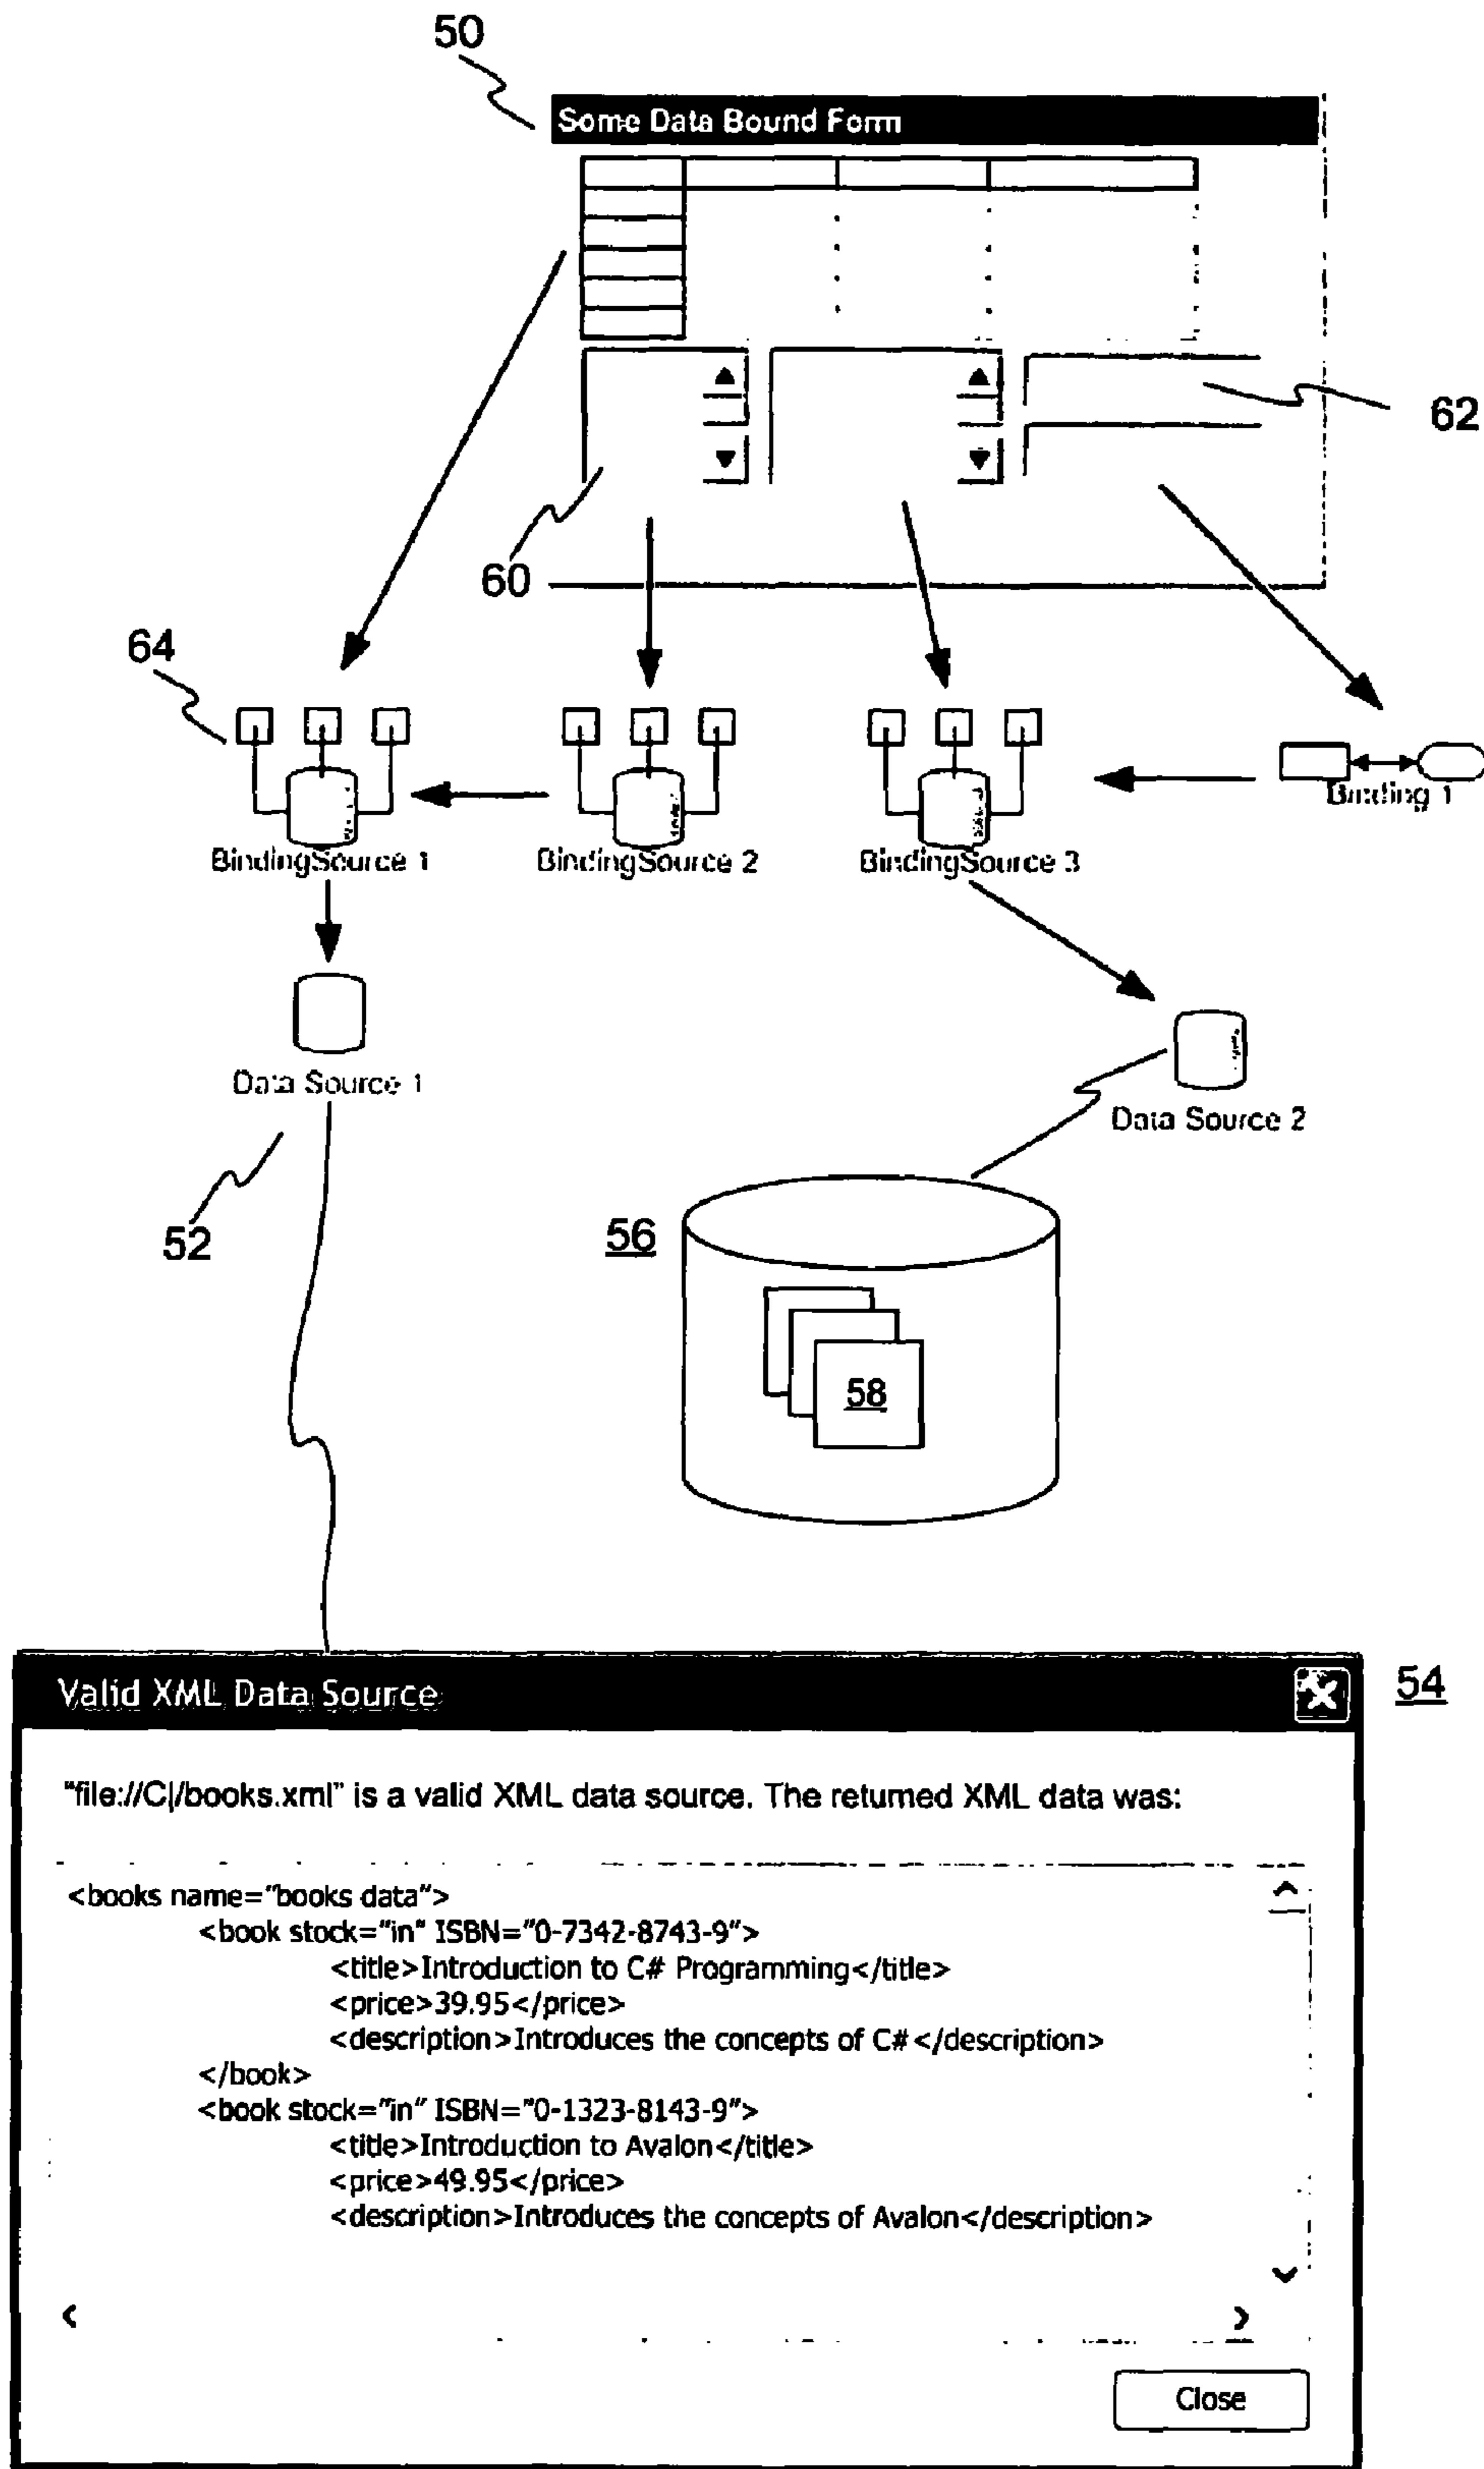 50
Some Data Bound Form
62
60
64
BindingSource 1
BindingSource 2
BindingSource 3
Binding 1
Data Source 1
Data Source 2
52
56
58
Valid XML Data Source
54
"file://C|/books.xml" is a valid XML data source. The returned XML data was:
<books name="books data">
<book stock="in" ISBN="0-7342-8743-9">
<title>Introduction to C# Programming</title>
<price>39.95</price>
<description>Introduces the concepts of C#</description>
</book>
<book stock="in" ISBN="0-1323-8143-9">
<title>Introduction to Avalon</title>
<price>49.95</price>
<description>Introduces the concepts of Avalon</description>
Close